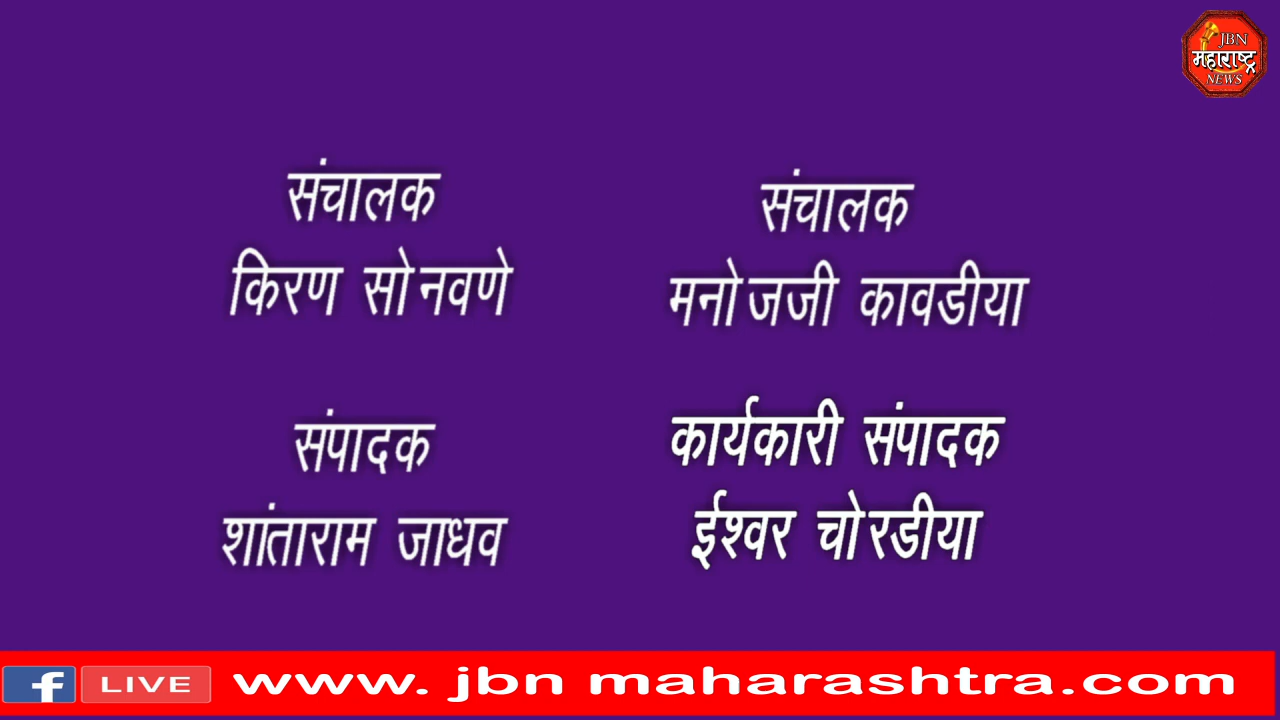 JBN
महाराष्ट्र
NEWS
संचालक
किरण सोनवणे
संचालक
मनोजजी कावडीया
संपादक
शांताराम जाधव
कार्यकारी संपादक
ईश्वर चोरडीया
f LIVE www. jbn maharashtra.com